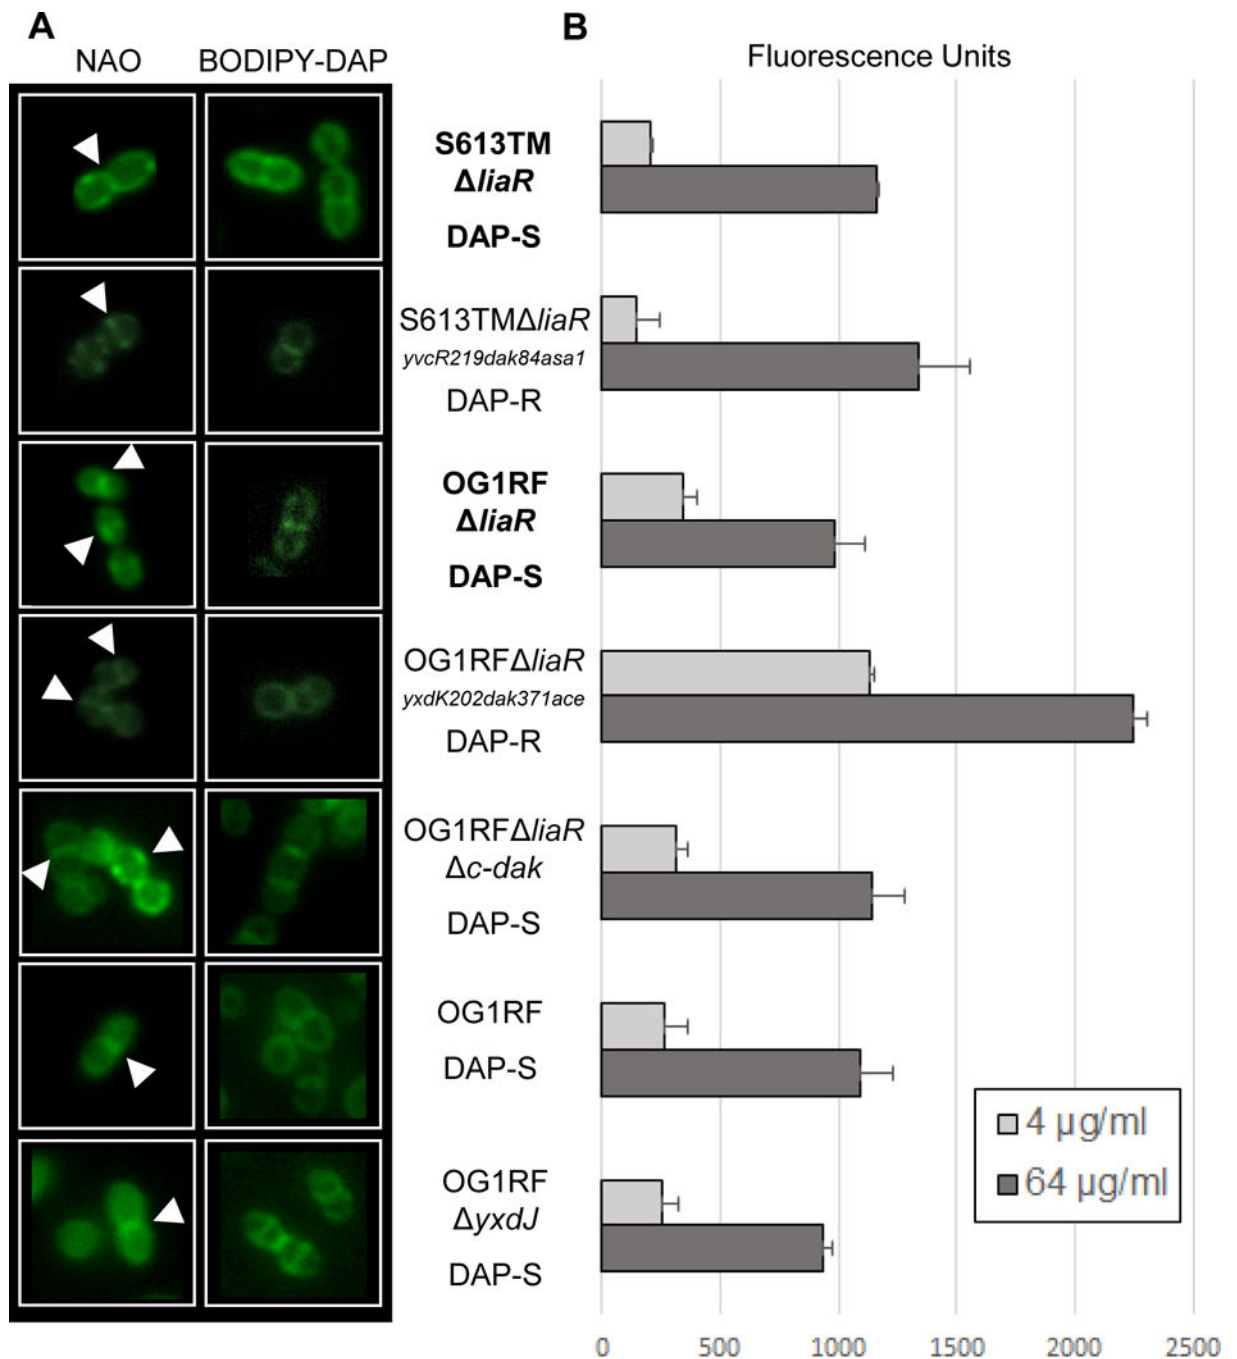 A
B
NAO BODIPY-DAP
Fluorescence Units
S613TM
ΔliaR
DAP-S
S613TMΔliaR
yvcR219dak84asa1
DAP-R
OG1RF
ΔliaR
DAP-S
OG1RFΔliaR
yxdK202dak371ace
DAP-R
OG1RFΔliaR
Δc-dak
DAP-S
OG1RF
DAP-S
OG1RF
ΔyxdJ
DAP-S
4 µg/ml
64 µg/ml
0 500 1000 1500 2000 2500